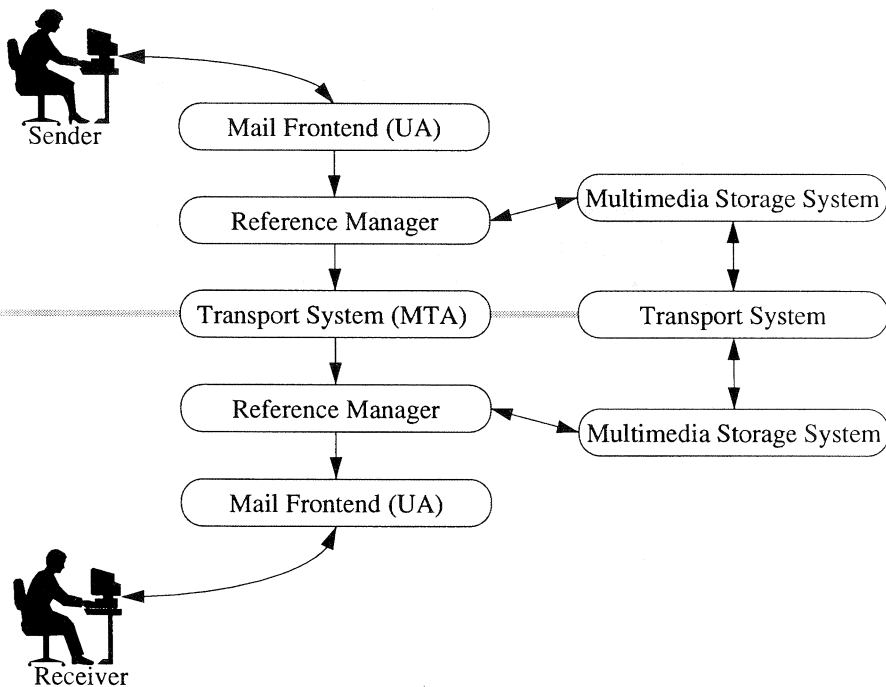 Sender
Mail Frontend (UA)
Reference Manager
Multimedia Storage System
Transport System (MTA)
Transport System
Reference Manager
Multimedia Storage System
Mail Frontend (UA)
Receiver